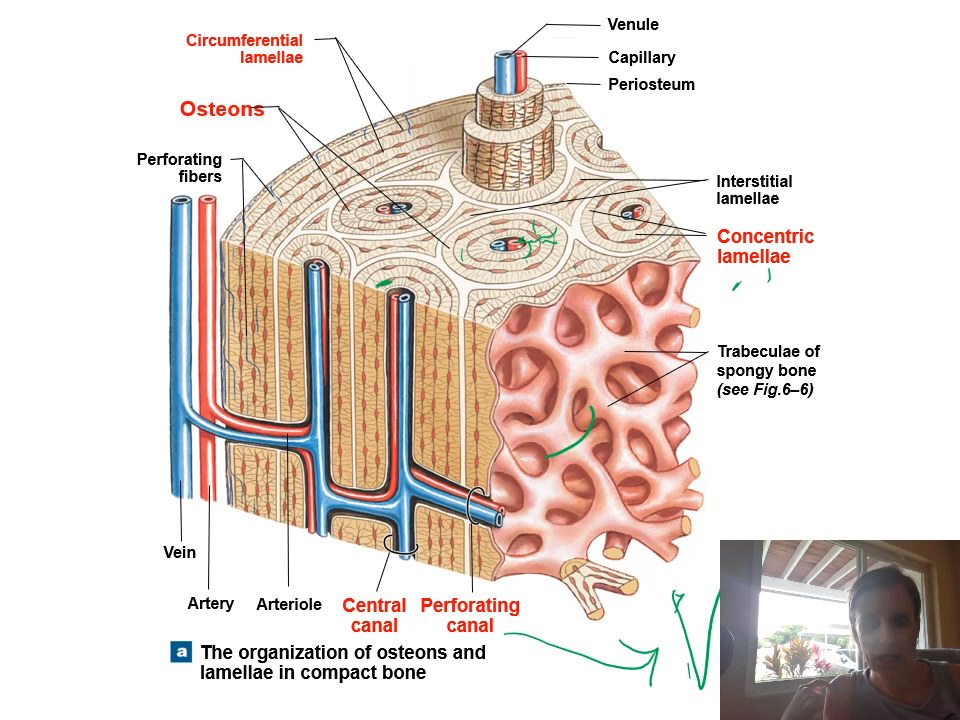 Venule
Circumferential
lamellae
Capillary
Periosteum
Osteons
Perforating
fibers
Interstitial
lamellae
Concentric
lamellae
Trabeculae of
spongy bone
(see Fig.6–6)
Vein
Artery
Arteriole
Central
canal
Perforating
canal
a The organization of osteons and
lamellae in compact bone